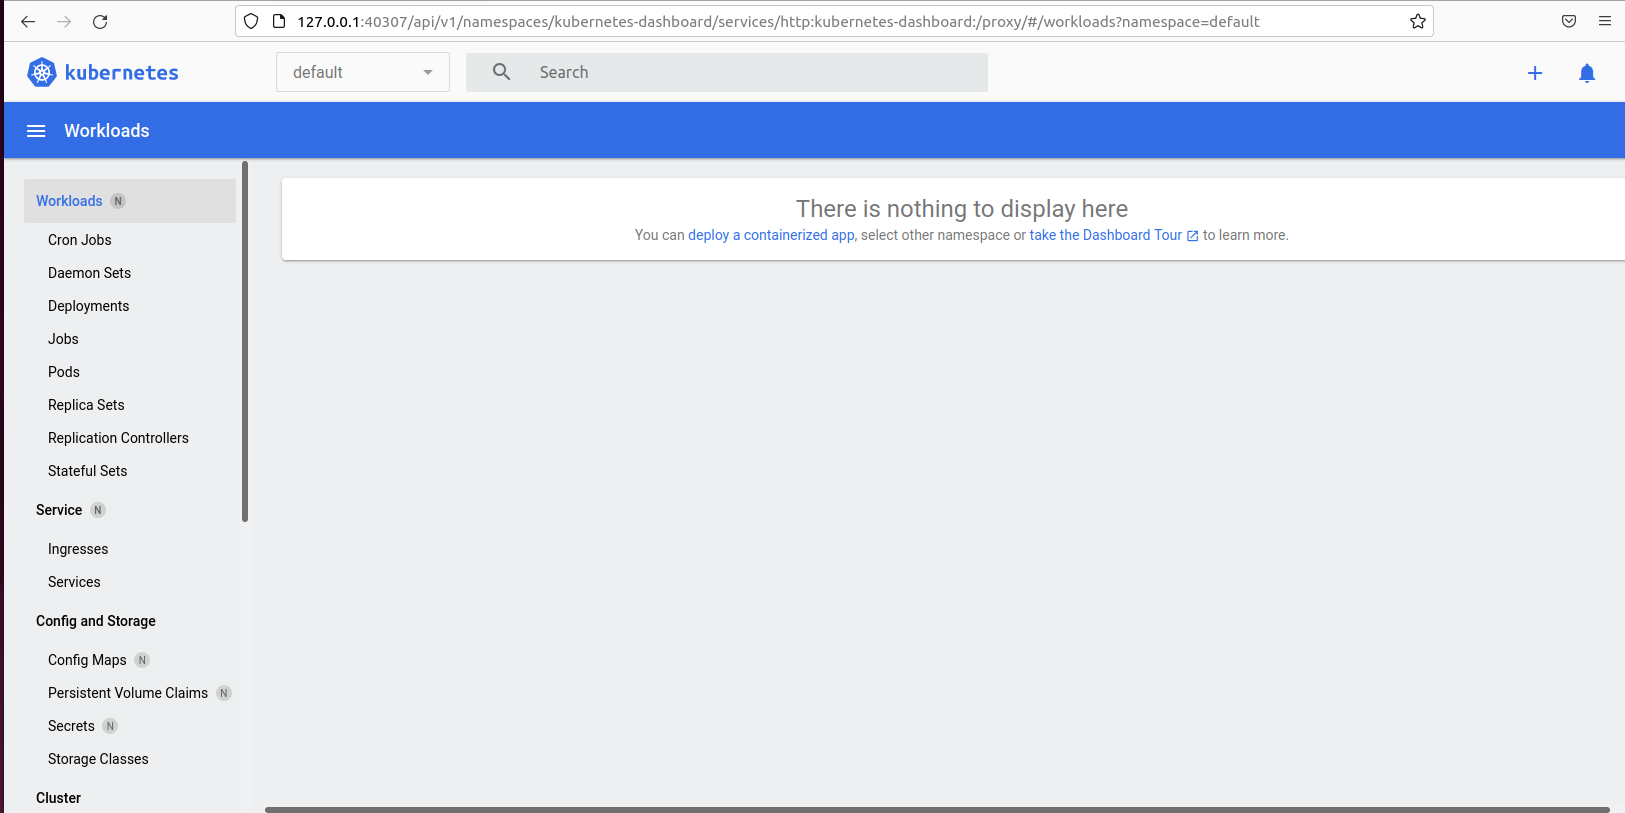 127.0.0.1:40307/api/v1/namespaces/kubernetes-dashboard/services/http:kubernetes-dashboard:/proxy/#/workloads?namespace=default
kubernetes
default
Search
Workloads
Workloads N
Cron Jobs
Daemon Sets
Deployments
Jobs
Pods
Replica Sets
Replication Controllers
Stateful Sets
Service N
Ingresses
Services
Config and Storage
Config Maps N
Persistent Volume Claims N
Secrets N
Storage Classes
Cluster
There is nothing to display here
You can deploy a containerized app, select other namespace or take the Dashboard Tour to learn more.